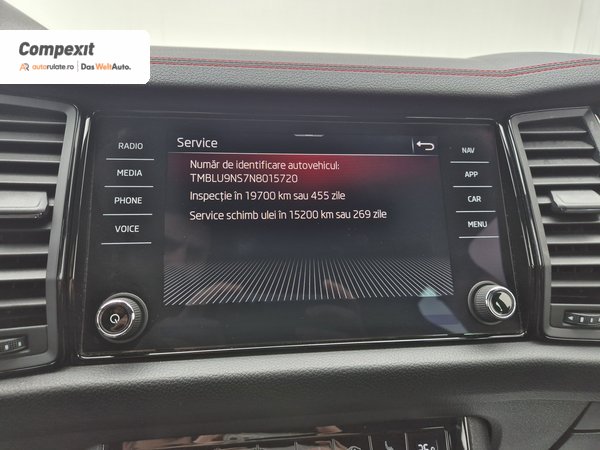 Compexit
autorulate.ro | Das WeltAuto.
Service
RADIO
MEDIA
PHONE
VOICE
Număr de identificare autovehicul:
TMBLU9NS7N8015720
Inspecție în 19700 km sau 455 zile
Service schimb ulei în 15200 km sau 269 zile
NAV
APP
CAR
MENU